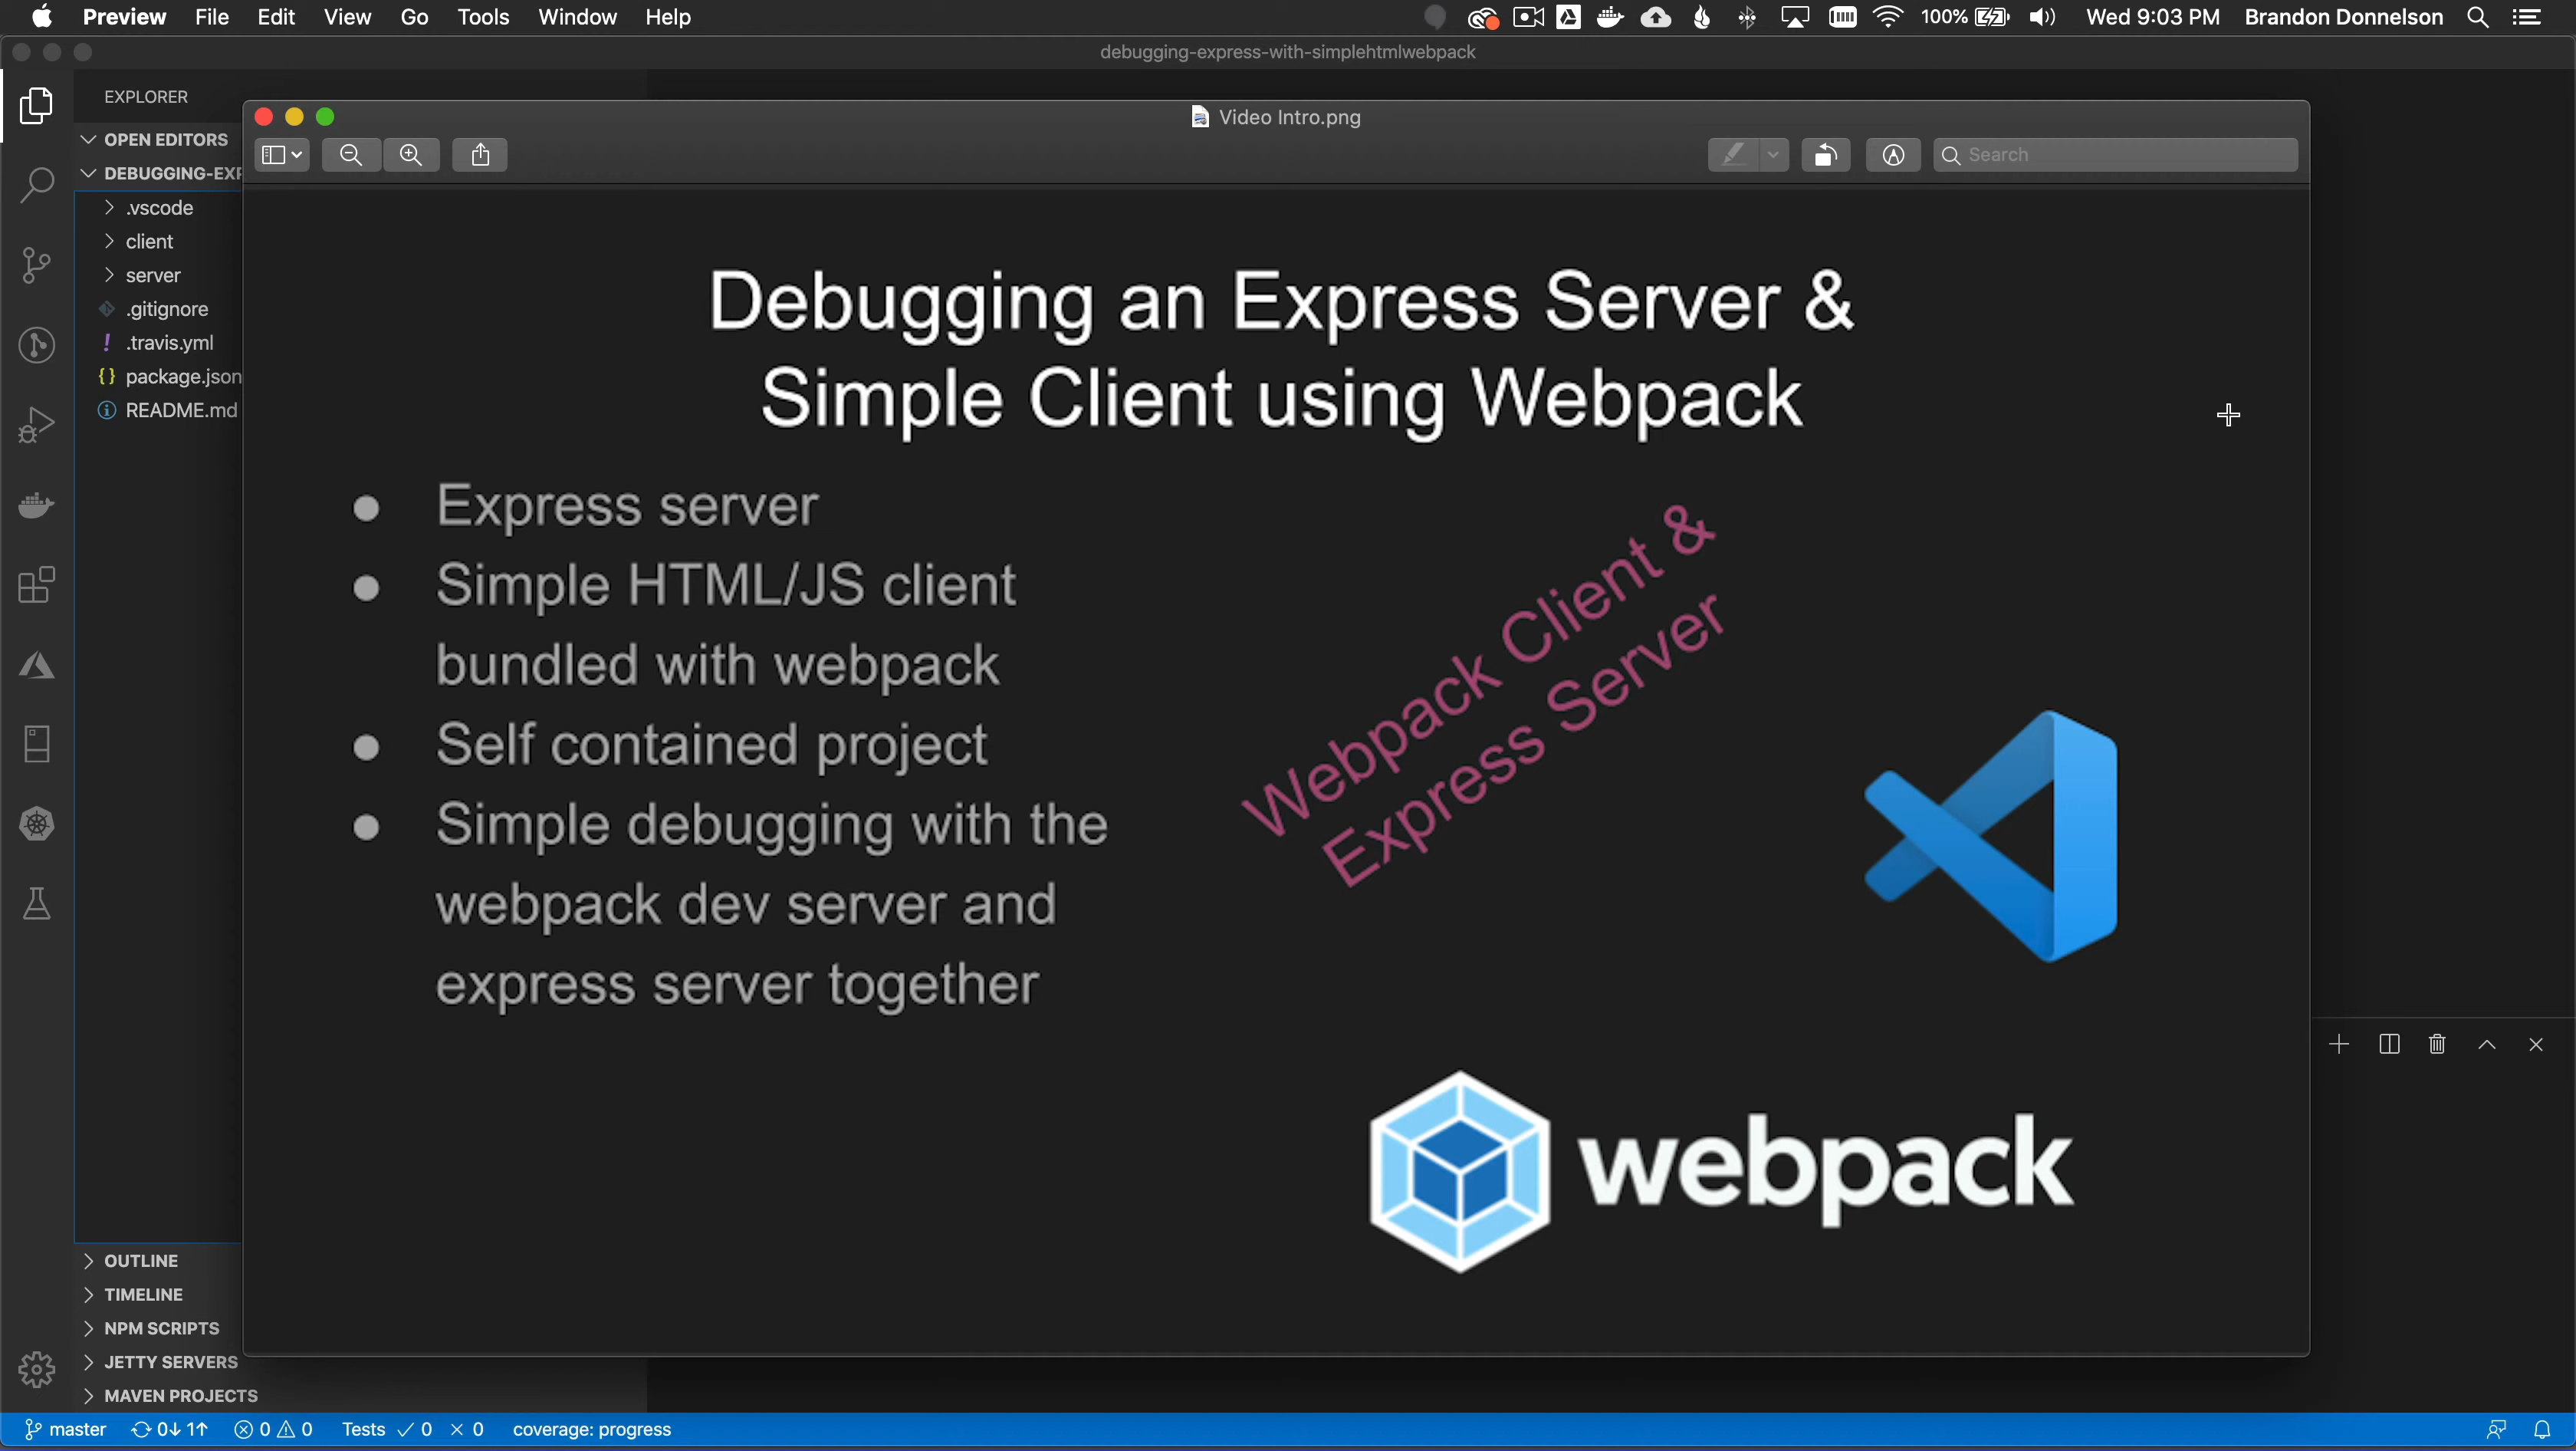 Preview File Edit View Go Tools Window Help 100% Wed 9:03 PM Brandon Donnelson
debugging-express-with-simplehtmlwebpack
EXPLORER
OPEN EDITORS
DEBUGGING-EXP
.vscode
client
server
.gitignore
! .travis.yml
{} package.json
README.md
OUTLINE
TIMELINE
NPM SCRIPTS
JETTY SERVERS
MAVEN PROJECTS
Video Intro.png
Search
Debugging an Express Server &
Simple Client using Webpack
● Express server
● Simple HTML/JS client
bundled with webpack
● Self contained project
● Simple debugging with the
webpack dev server and
express server together
Webpack Client &
Express Server
webpack
master 0↓ 1↑ 0 0 Tests ✓ 0 × 0 coverage: progress